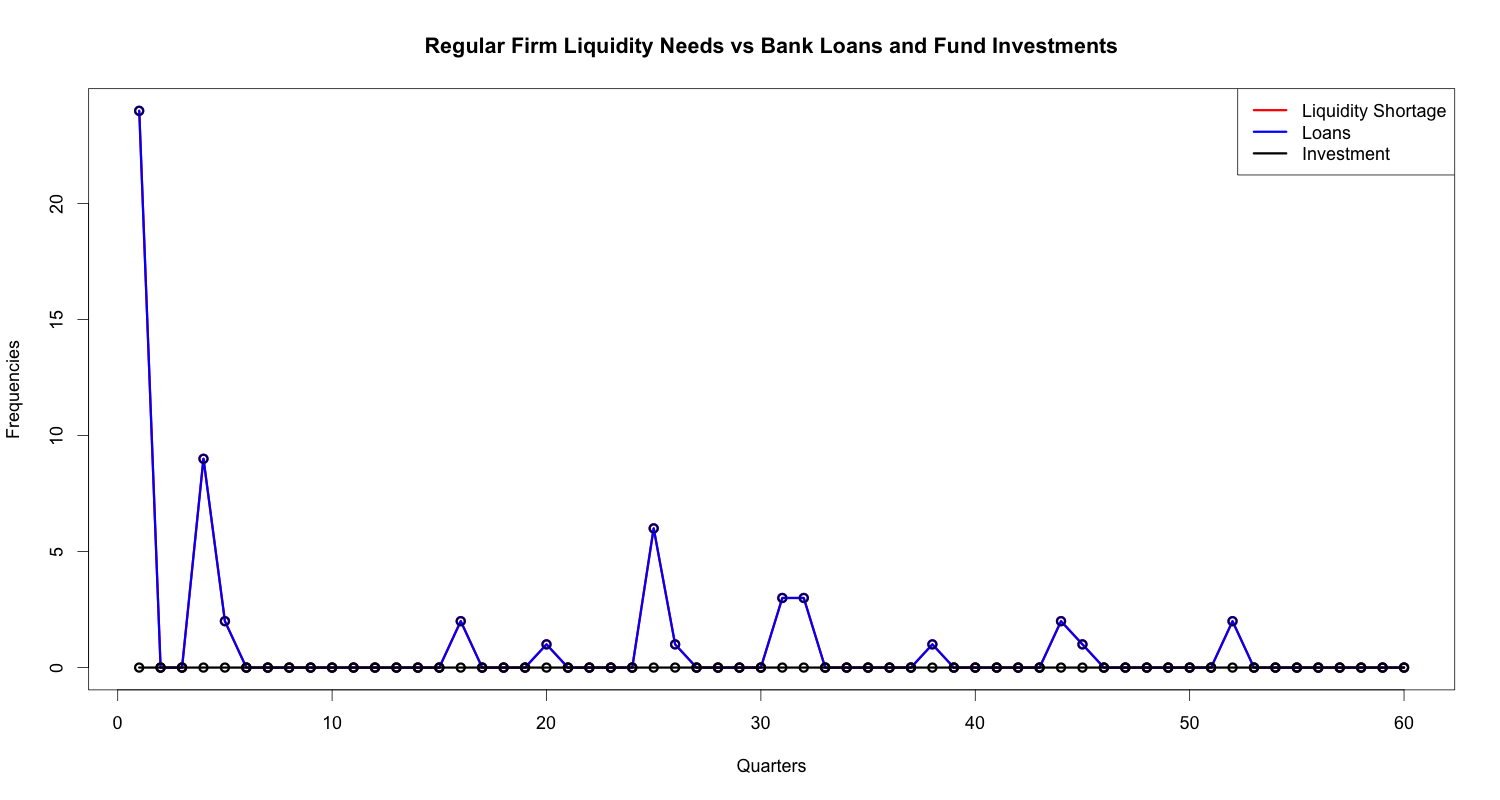 Regular Firm Liquidity Needs vs Bank Loans and Fund Investments
Liquidity Shortage
Loans
Investment
Frequencies
20
15
10
5
0
0 10 20 30 40 50 60
Quarters